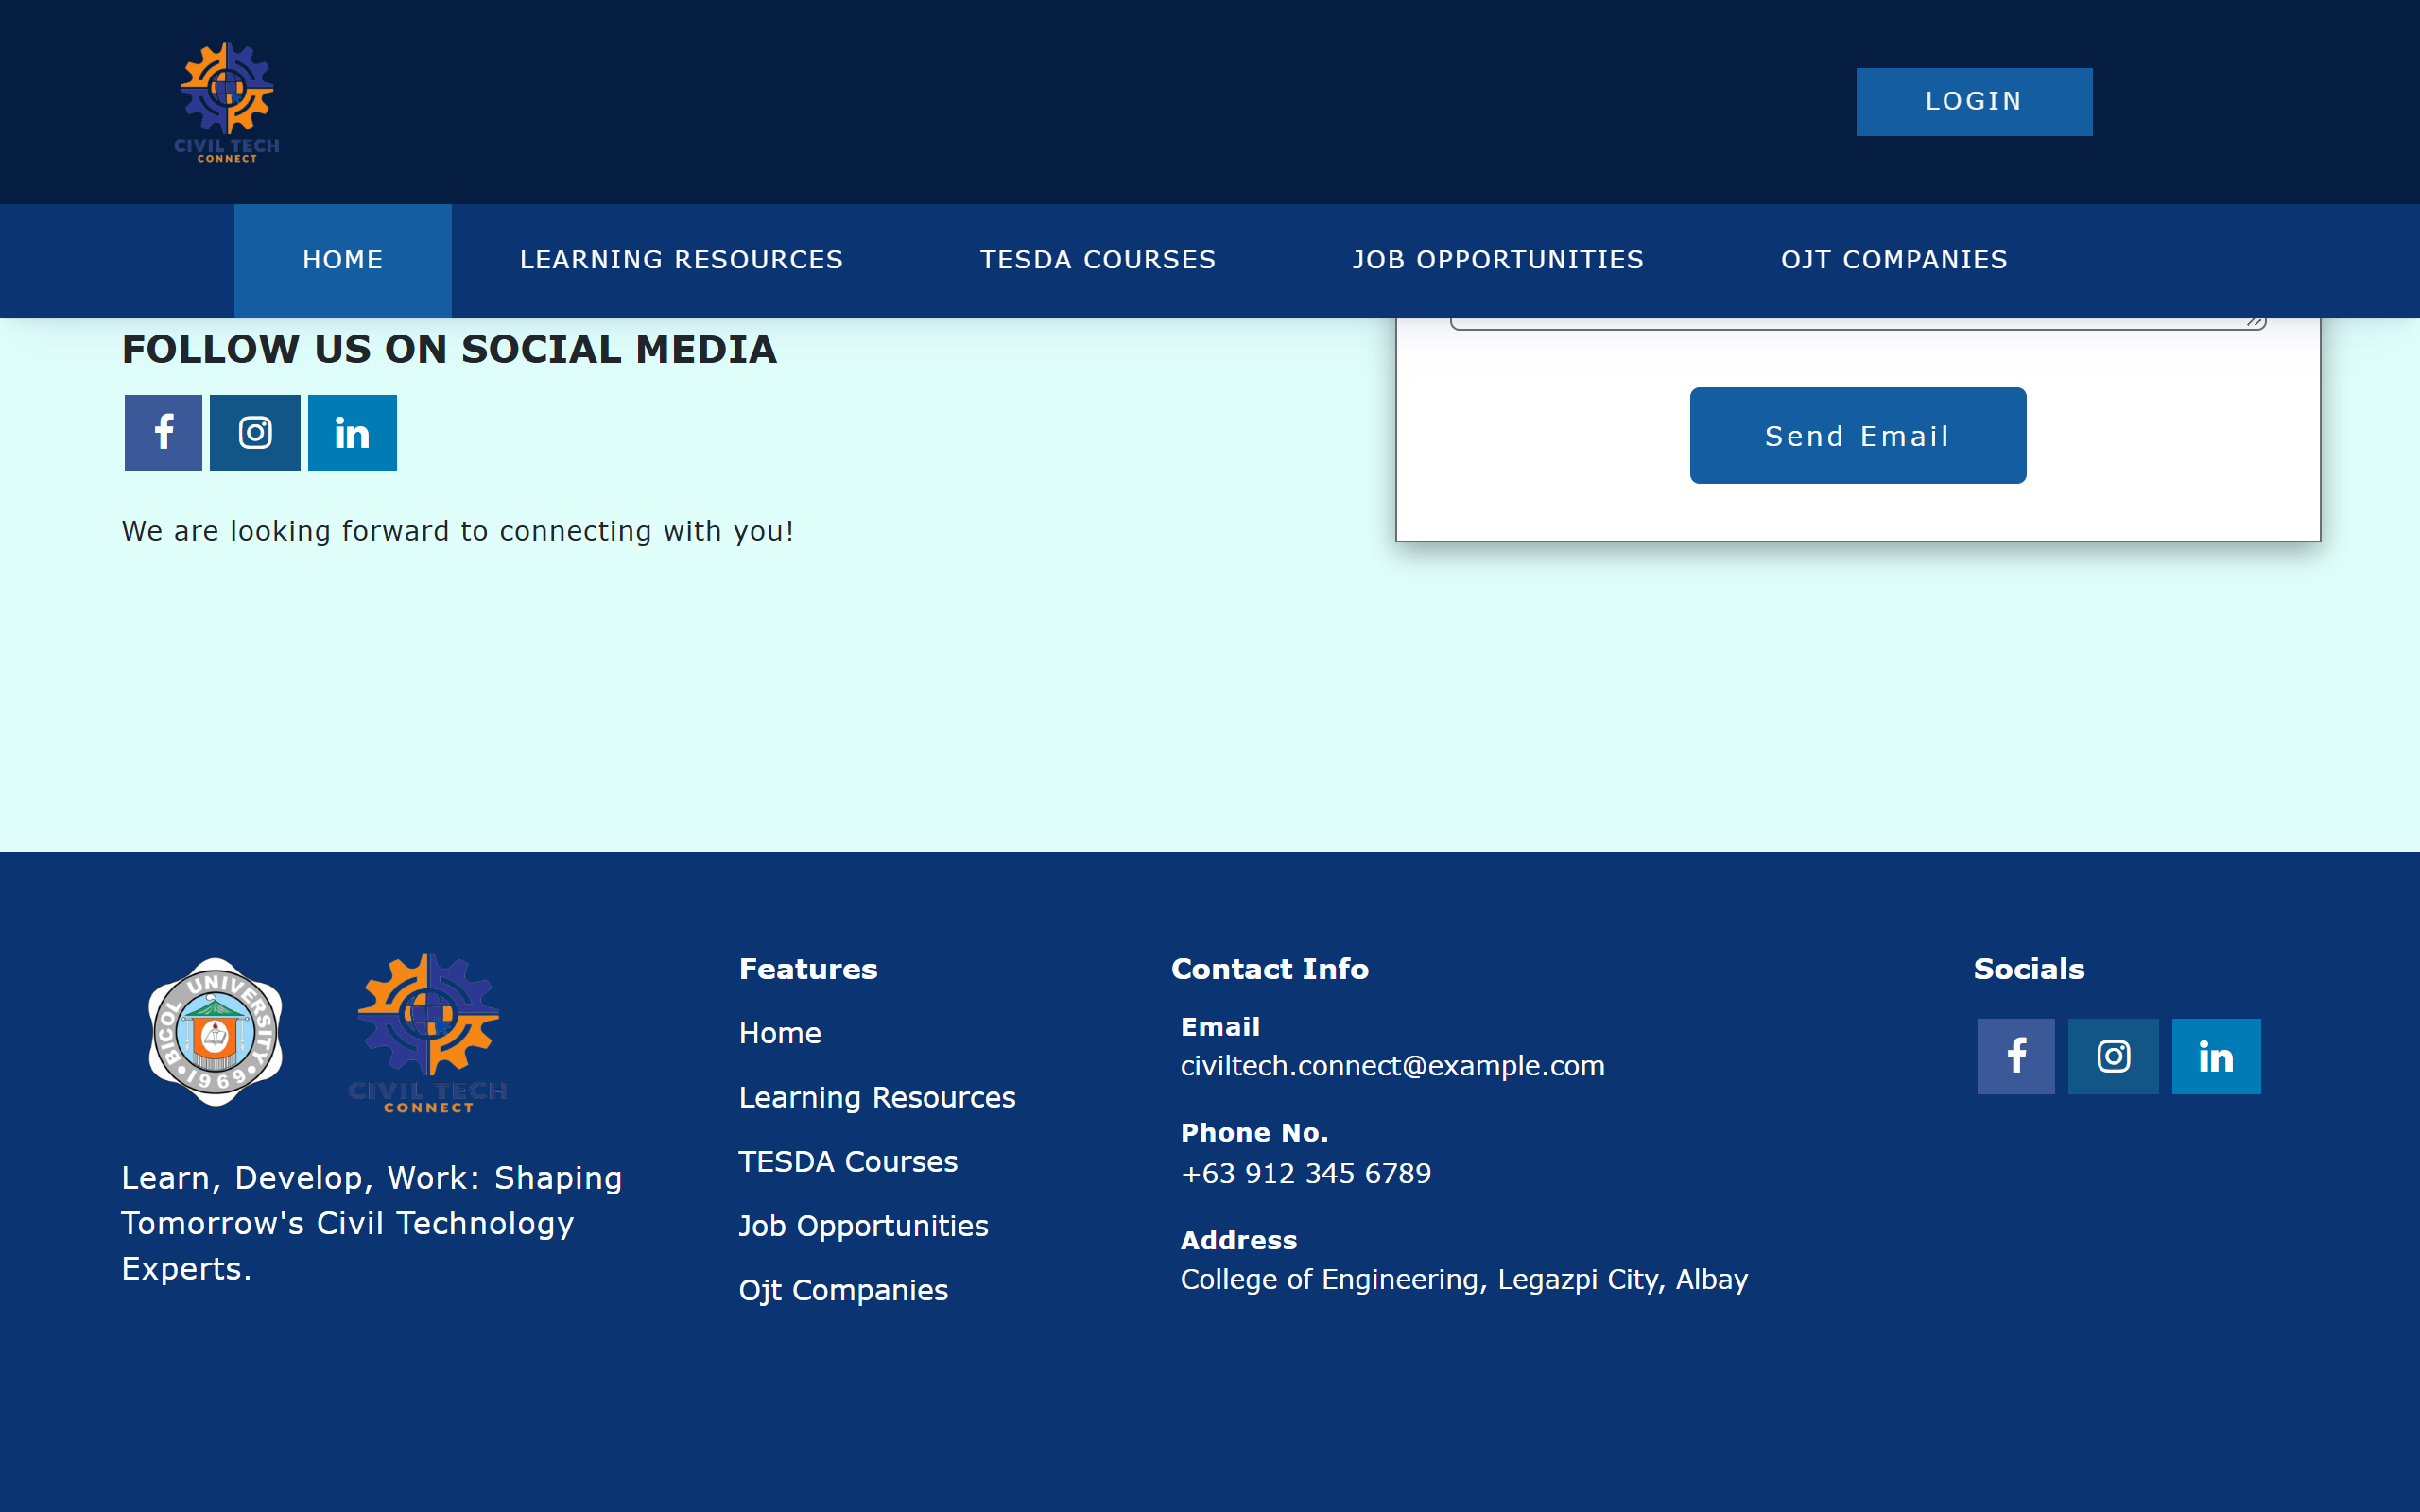 CIVIL TECH
CONNECT
LOGIN
HOME
LEARNING RESOURCES
TESDA COURSES
JOB OPPORTUNITIES
OJT COMPANIES
FOLLOW US ON SOCIAL MEDIA
We are looking forward to connecting with you!
Send Email
BICOL UNIVERSITY
1969
CIVIL TECH
CONNECT
Learn, Develop, Work: Shaping
Tomorrow's Civil Technology
Experts.
Features
Home
Learning Resources
TESDA Courses
Job Opportunities
Ojt Companies
Contact Info
Email
civiltech.connect@example.com
Phone No.
+63 912 345 6789
Address
College of Engineering, Legazpi City, Albay
Socials